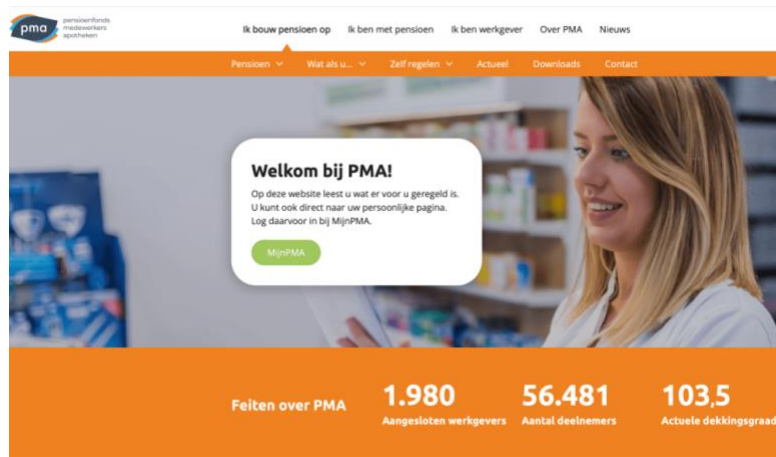 pma
pensioenfonds
medewerkers
apotheken
Ik bouw pensioen op Ik ben met pensioen Ik ben werkgever Over PMA Nieuws
Pensioen Wat als u... Zelf regelen Actueel Downloads Contact
Welkom bij PMA!
Op deze website leest u wat er voor u geregeld is.
U kunt ook direct naar uw persoonlijke pagina.
Log daarvoor in bij MijnPMA.
MijnPMA
Feiten over PMA
1.980 56.481 103,5
Aangesloten werkgevers Aantal deelnemers Actuele dekkingsgraad